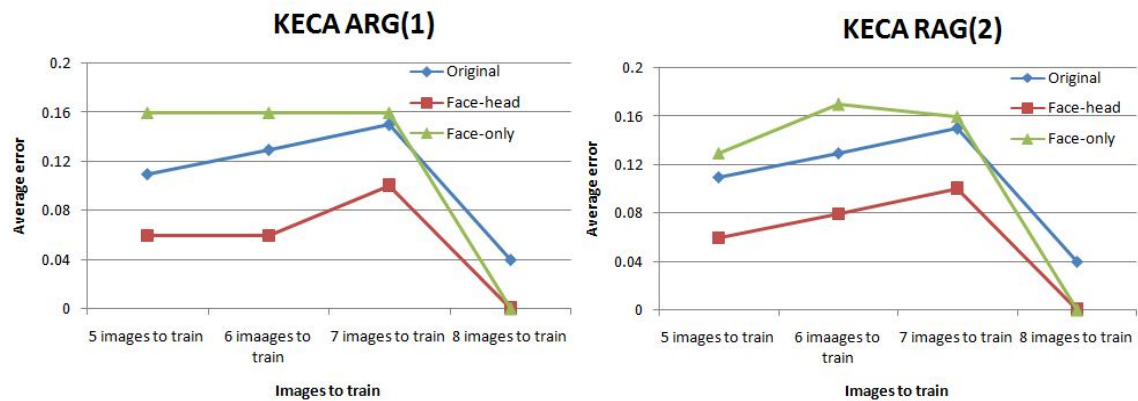 KECA ARG(1)
0.2
0.16
0.12
0.08
0.04
0
Average error
Original
Face-head
Face-only
5 images to train
6 imaages to
train
7 images to train
8 images to train
Images to train
KECA RAG(2)
0.2
0.16
0.12
0.08
0.04
0
Average error
Original
Face-head
Face-only
5 images to train
6 imaages to
train
7 images to train
8 images to train
Images to train